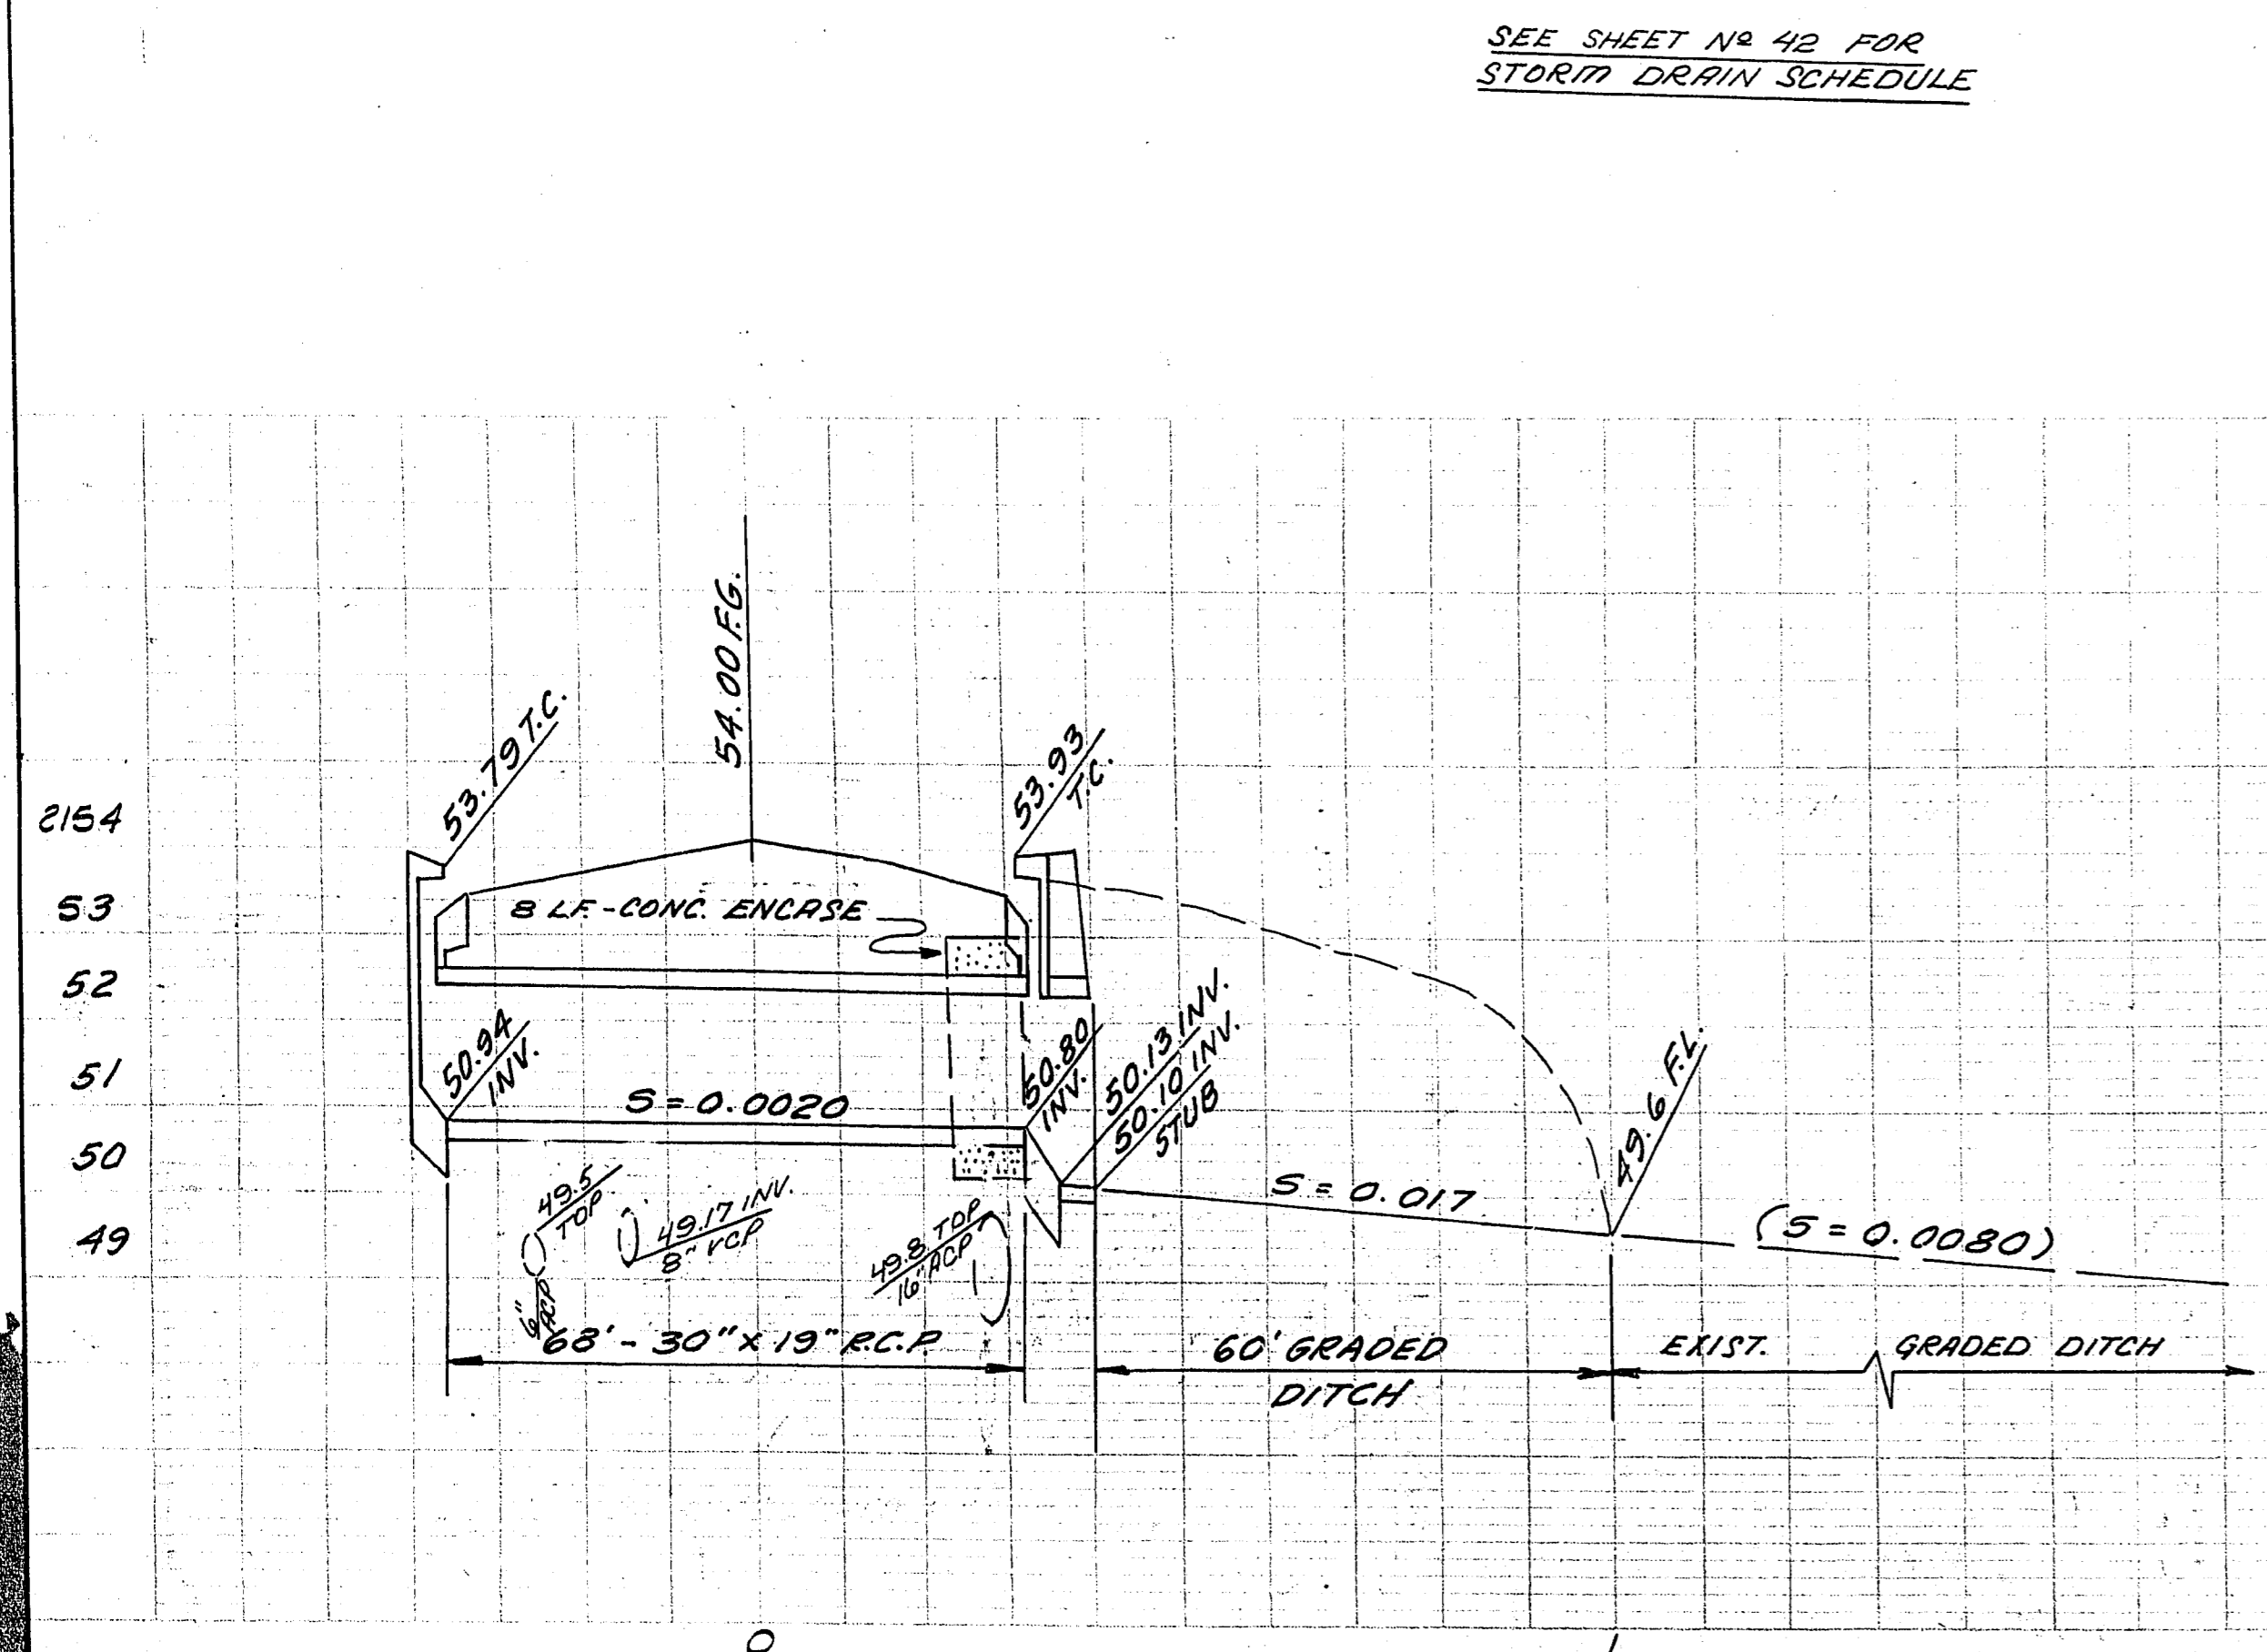 SEE SHEET Nº 42 FOR
STORM DRAIN SCHEDULE
54.00 F.G.
53.79 T.C.
53.93
T.C.
2154
53
52
51
50
49
8 L.F.-CONC. ENCASE
50.94
INV.
S=0.0020
50.80
INV.
50.13 INV.
50.10 INV.
STUB
49.6 F.L.
S = 0.017
(S = 0.0080)
49.5
TOP
6"
ACP
49.17 INV.
8" VCP
49.8 TOP
16" ACP
68' - 30" x 19" R.C.P.
60' GRADED
DITCH
EXIST.
GRADED DITCH
0
1